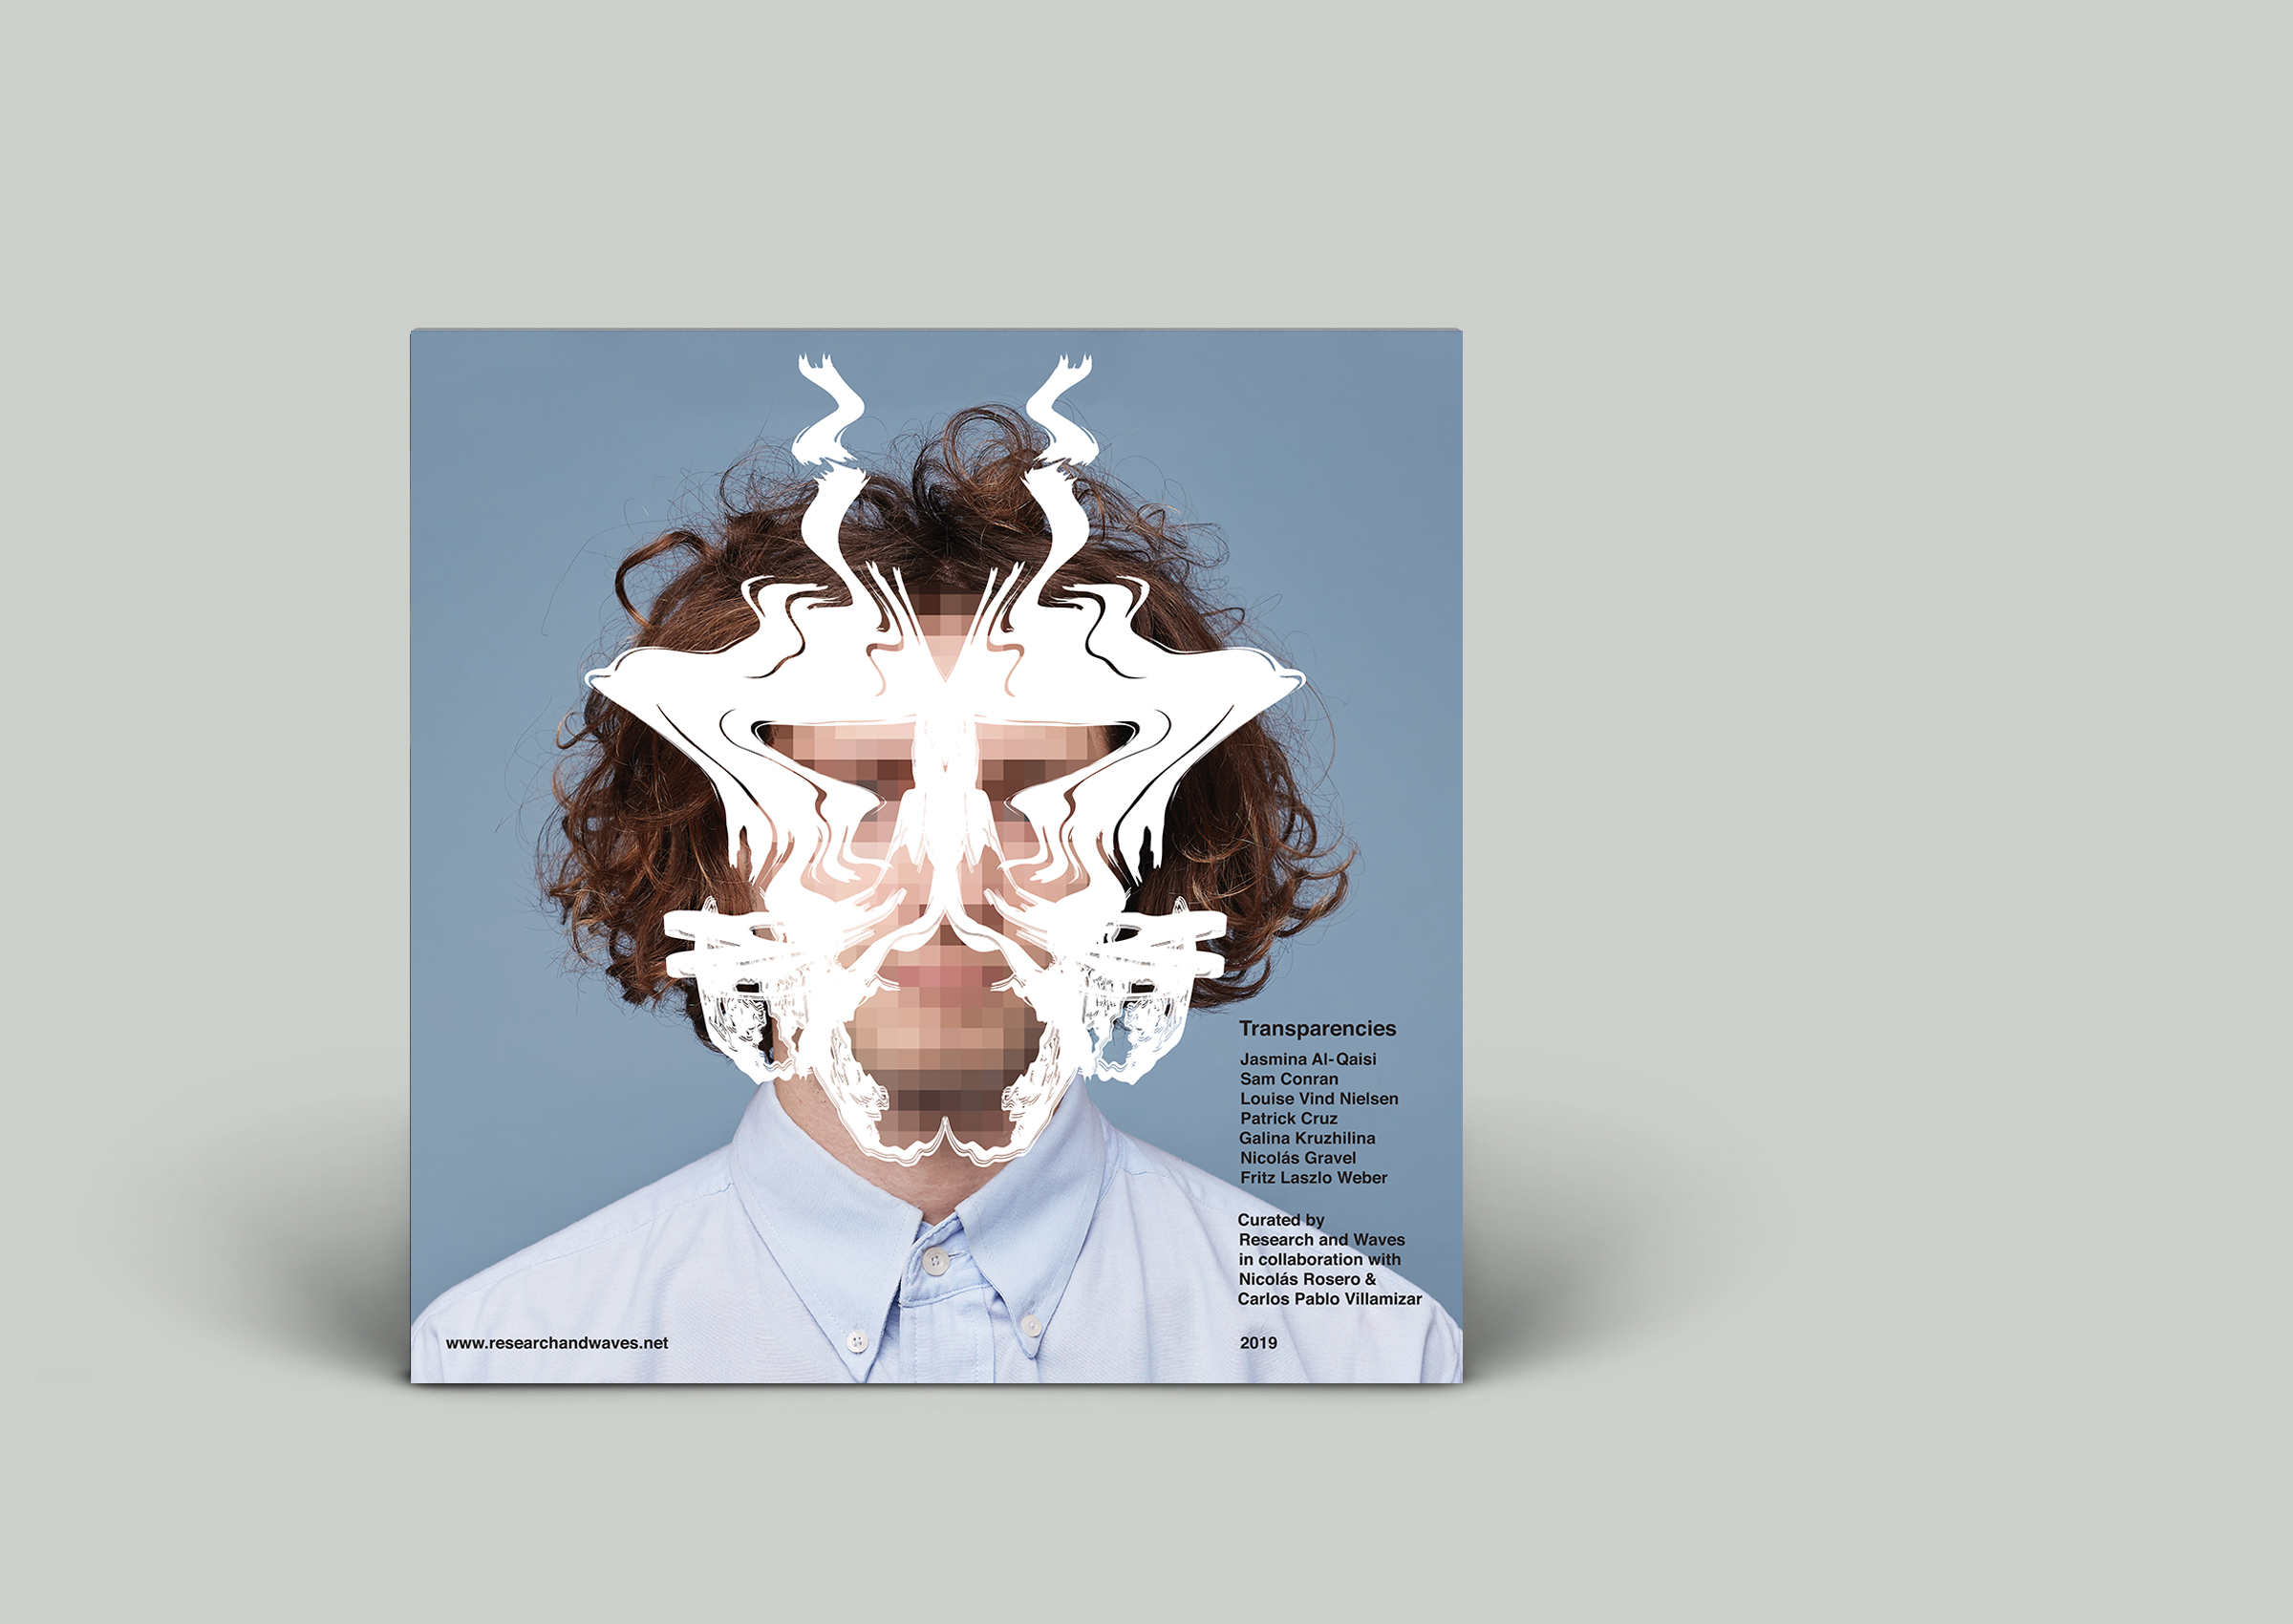 Transparencies
Jasmina Al-Qaisi
Sam Conran
Louise Vind Nielsen
Patrick Cruz
Galina Kruzhilina
Nicolás Gravel
Fritz Laszlo Weber
Curated by
Research and Waves
in collaboration with
Nicolás Rosero &
Carlos Pablo Villamizar
www.researchandwaves.net
2019